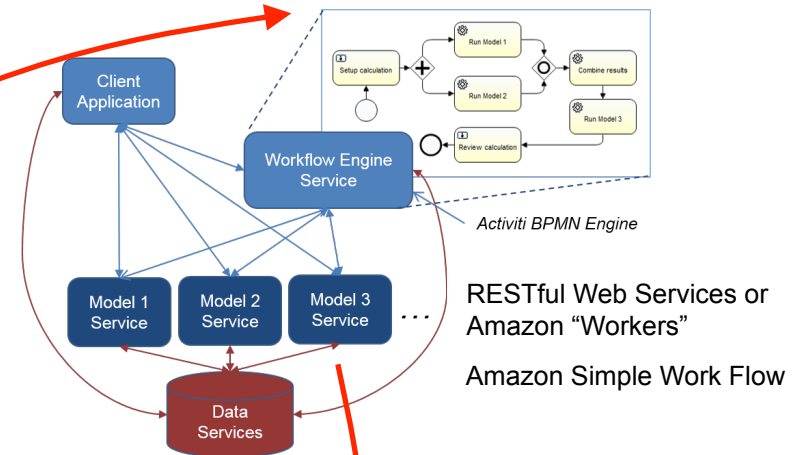 Run Model 1
Setup calculation
Combine results
Run Model 2
Run Model 3
Review calculation
Client
Application
Workflow Engine
Service
Activiti BPMN Engine
Model 1
Service
Model 2
Service
Model 3
Service
...
RESTful Web Services or
Amazon “Workers”
Amazon Simple Work Flow
Data
Services